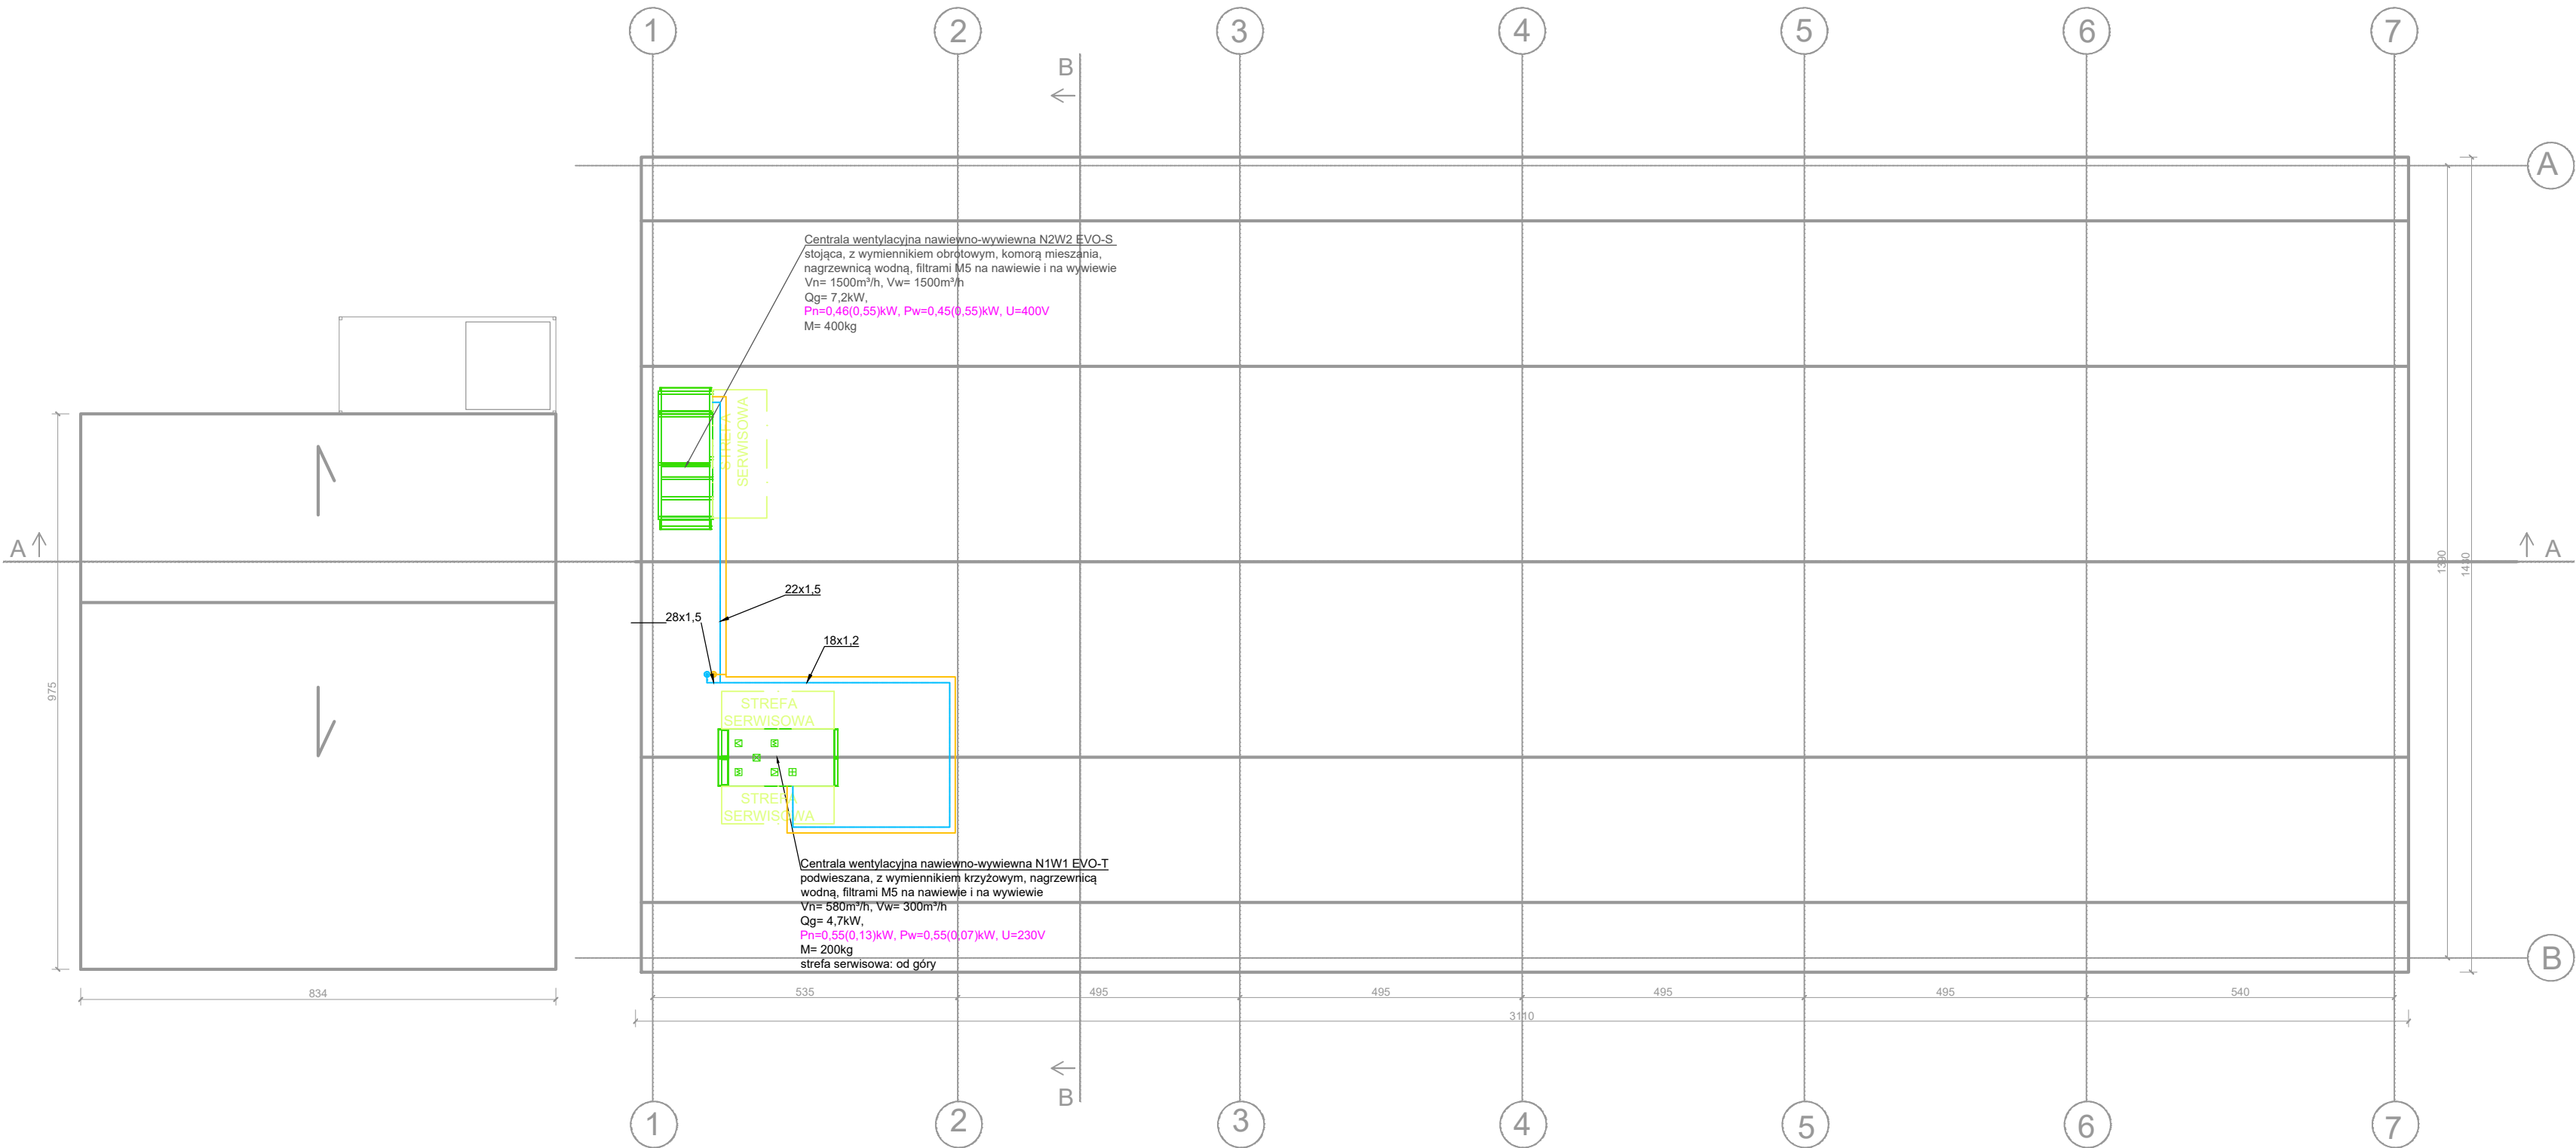 1
2
3
4
5
6
7
B
A
Centrala wentylacyjna nawiewno-wywiewna N2W2 EVO-S
stojąca, z wymiennikiem obrotowym, komorą mieszania,
nagrzewnicą wodną, filtrami M5 na nawiewie i na wywiewie
Vn= 1500m³/h, Vw= 1500m³/h
Qg= 7,2kW,
Pn=0,46(0,55)kW, Pw=0,45(0,55)kW, U=400V
M= 400kg
STREFA
SERWISOWA
A
A
1390
1430
22x1,5
28x1,5
18x1,2
975
STREFA
SERWISOWA
STREFA
SERWISOWA
Centrala wentylacyjna nawiewno-wywiewna N1W1 EVO-T
podwieszana, z wymiennikiem krzyżowym, nagrzewnicą
wodną, filtrami M5 na nawiewie i na wywiewie
Vn= 580m³/h, Vw= 300m³/h
Qg= 4,7kW,
Pn=0,55(0,13)kW, Pw=0,55(0,07)kW, U=230V
M= 200kg
strefa serwisowa: od góry
B
834
535
495
495
495
495
540
3110
B
1
2
3
4
5
6
7